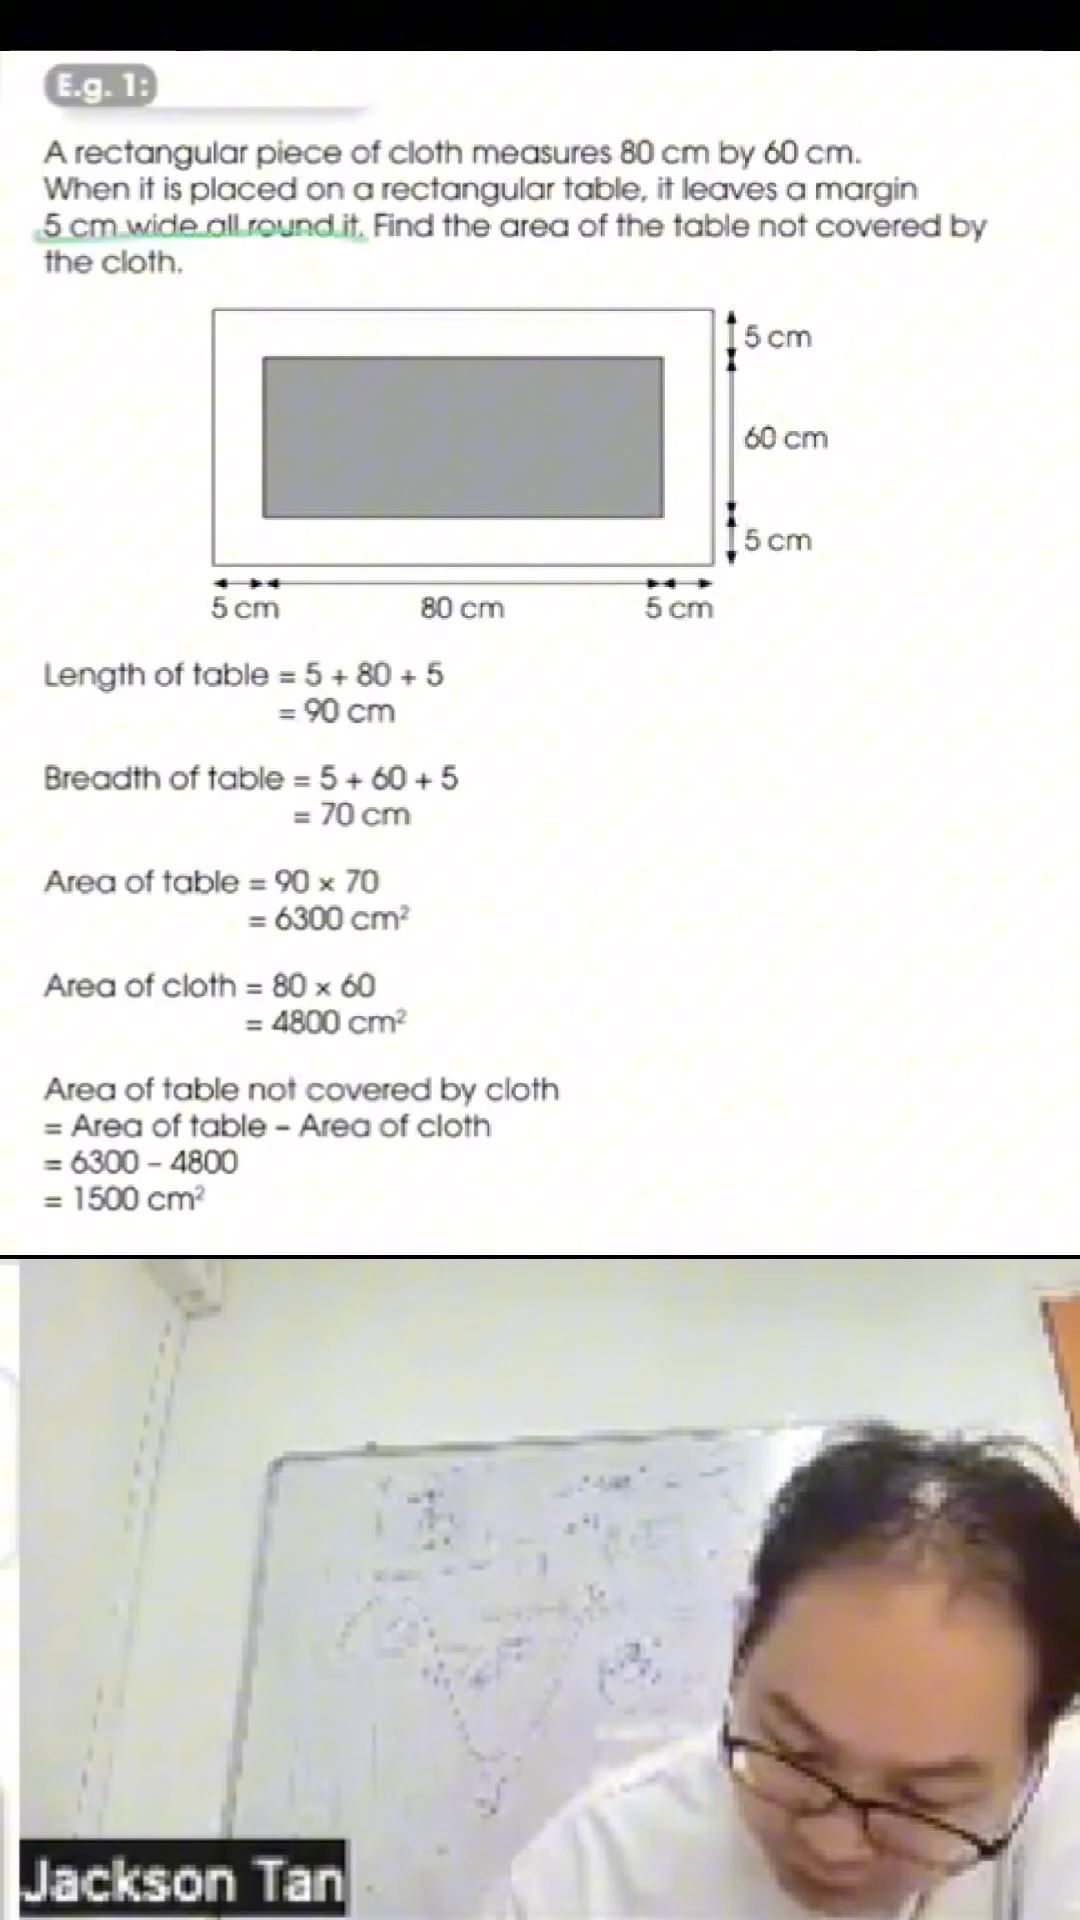 E.g. 1:
A rectangular piece of cloth measures 80 cm by 60 cm.
When it is placed on a rectangular table, it leaves a margin
5 cm wide all round it. Find the area of the table not covered by
the cloth.
5 cm
60 cm
5 cm
5 cm 80 cm 5 cm
Length of table = 5 + 80 + 5
= 90 cm
Breadth of table = 5 + 60 + 5
= 70 cm
Area of table = 90 × 70
= 6300 cm²
Area of cloth = 80 × 60
= 4800 cm²
Area of table not covered by cloth
= Area of table – Area of cloth
= 6300 – 4800
= 1500 cm²
Jackson Tan